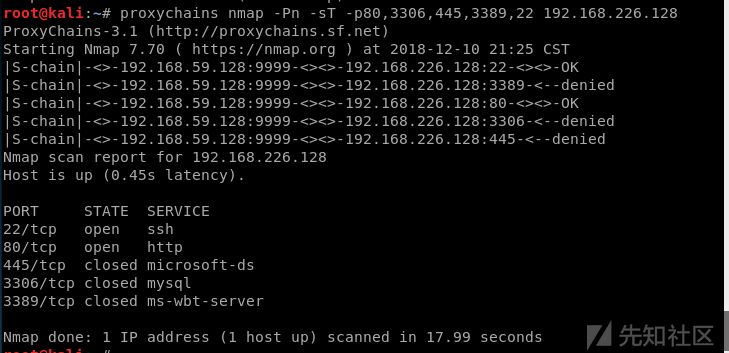 root@kali:~# proxychains nmap -Pn -sT -p80,3306,445,3389,22 192.168.226.128
ProxyChains-3.1 (http://proxychains.sf.net)
Starting Nmap 7.70 ( https://nmap.org ) at 2018-12-10 21:25 CST
|S-chain|-<>-192.168.59.128:9999-<><>-192.168.226.128:22-<><>-OK
|S-chain|-<>-192.168.59.128:9999-<><>-192.168.226.128:3389-<--denied
|S-chain|-<>-192.168.59.128:9999-<><>-192.168.226.128:80-<><>-OK
|S-chain|-<>-192.168.59.128:9999-<><>-192.168.226.128:3306-<--denied
|S-chain|-<>-192.168.59.128:9999-<><>-192.168.226.128:445-<--denied
Nmap scan report for 192.168.226.128
Host is up (0.45s latency).
PORT     STATE  SERVICE
22/tcp   open   ssh
80/tcp   open   http
445/tcp  closed microsoft-ds
3306/tcp closed mysql
3389/tcp closed ms-wbt-server
Nmap done: 1 IP address (1 host up) scanned in 17.99 seconds
先知社区
root@kali:~#